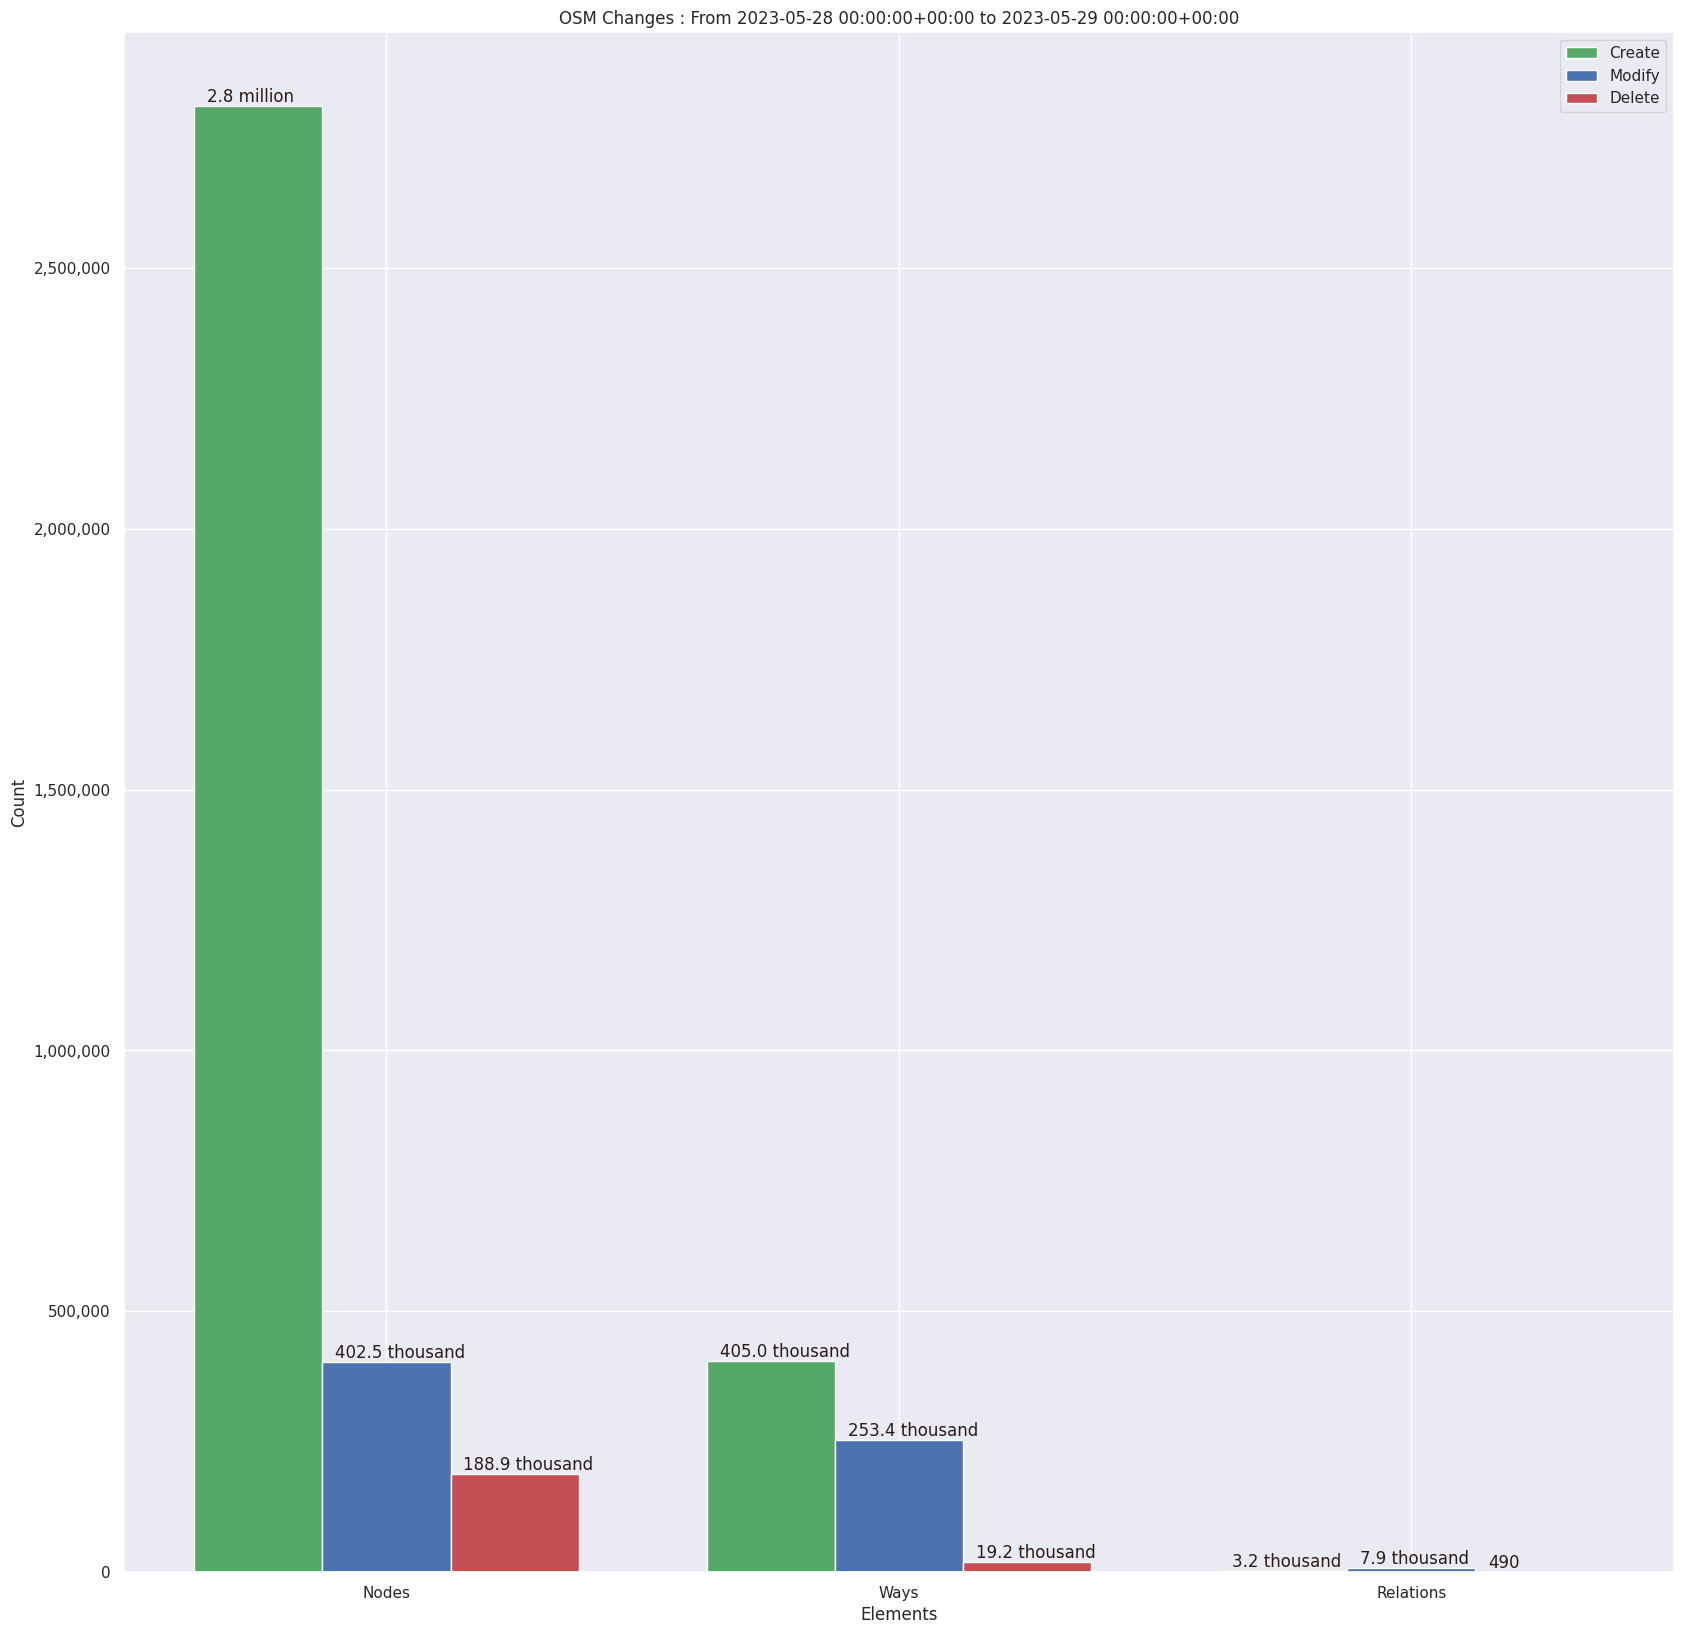 OSM Changes : From 2023-05-28 00:00:00+00:00 to 2023-05-29 00:00:00+00:00
Create
Modify
Delete
2.8 million
2,500,000
2,000,000
1,500,000
1,000,000
500,000
0
Count
402.5 thousand
188.9 thousand
405.0 thousand
253.4 thousand
19.2 thousand
3.2 thousand
7.9 thousand
490
Nodes
Ways
Relations
Elements